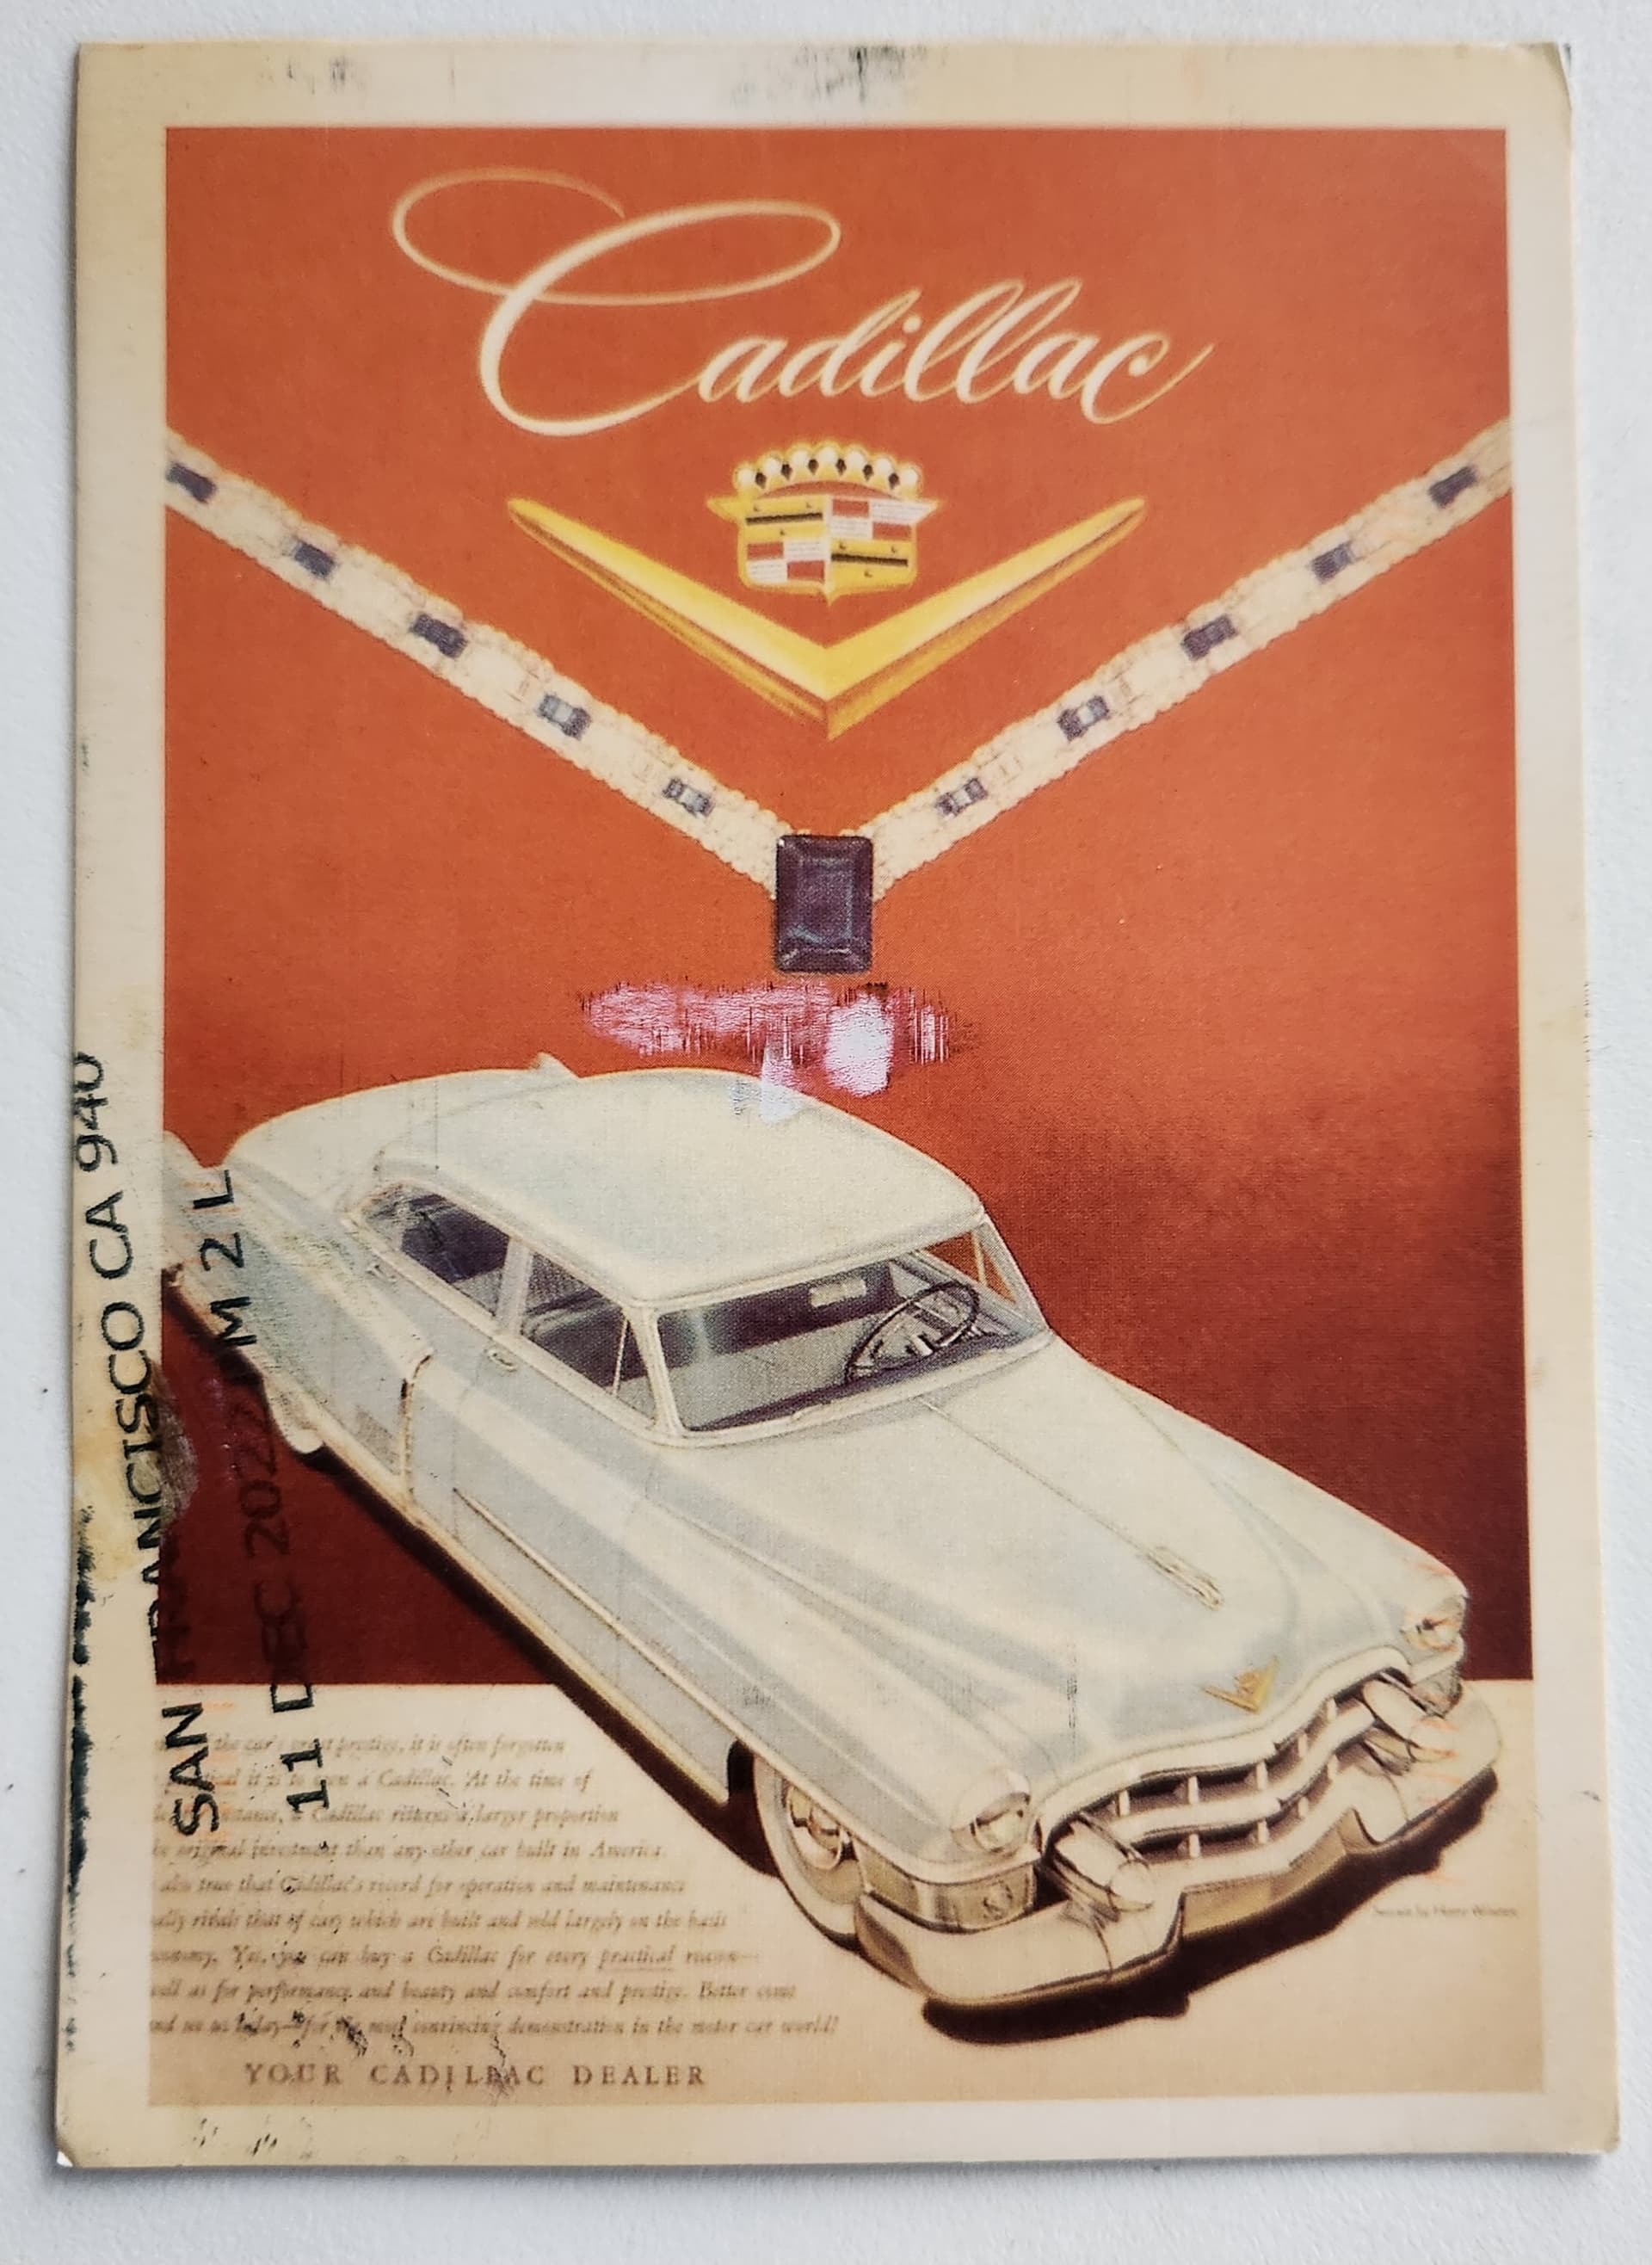 Cadillac
SAN FRANCISCO CA 940
M 2 L
11 DEC 2022
the car's great prestige, it is often forgotten
it is to own a Cadillac. At the time of
a Cadillac returns a larger proportion
original investment than any other car built in America.
also true that Cadillac's record for operation and maintenance
rivals that of cars which are built and sold largely on the basis
Yes, you can buy a Cadillac for every practical reason—
as for performance and beauty and comfort and prestige. Better come
us today—for the most convincing demonstration in the motor car world!
YOUR CADILLAC DEALER
by Harry Winston